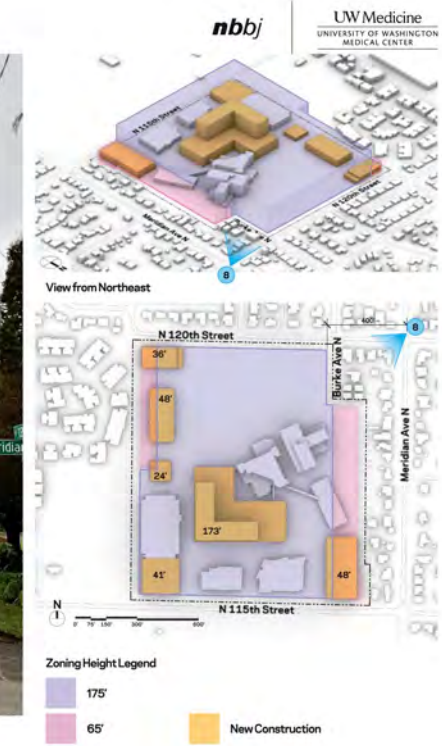 nbbj
UW Medicine
UNIVERSITY OF WASHINGTON
MEDICAL CENTER
N 115th Street
N 120th Street
Meridian Ave N
8
View from Northeast
N 120th Street
400'
8
Burke Ave N
Meridian Ave N
36'
48'
24'
173'
41'
48'
N
N 115th Street
0' 75' 150' 300' 600'
Zoning Height Legend
175'
65'
New Construction